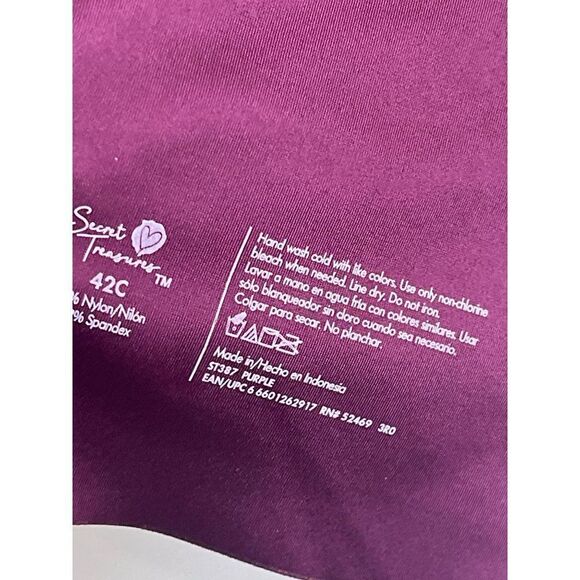 Secret
Treasures™
42C
% Nylon/Nilón
% Spandex
Hand wash cold with like colors. Use only non-chlorine
bleach when needed. Line dry. Do not iron.
Lavar a mano en agua fría con colores similares. Usar
sólo blanqueador sin cloro cuando sea necesario.
Colgar para secar. No planchar.
Made in/Hecho en Indonesia
ST387 PURPLE
EAN/UPC 6 6601262917 RN# 52469 3R0